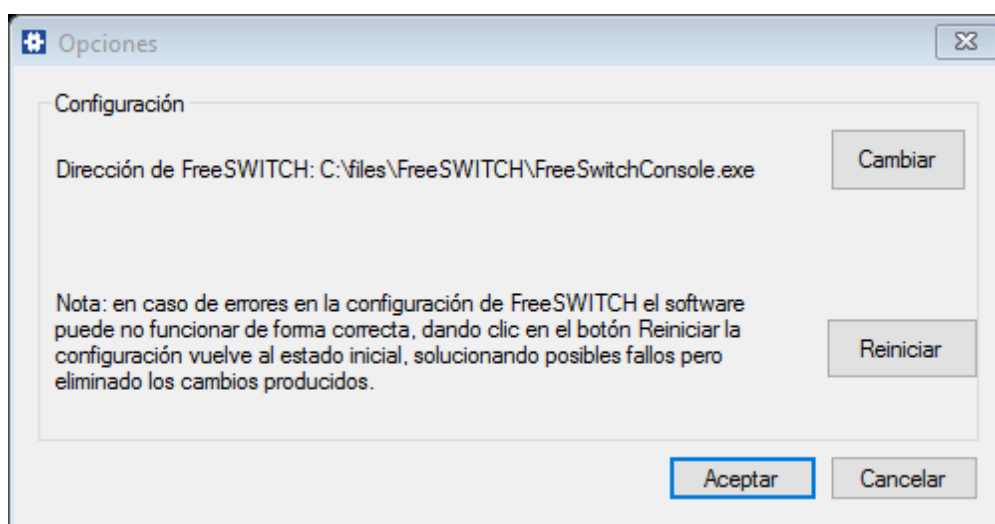 Opciones
Configuración
Dirección de FreeSWITCH: C:\files\FreeSWITCH\FreeSwitchConsole.exe
Cambiar
Nota: en caso de errores en la configuración de FreeSWITCH el software
puede no funcionar de forma correcta, dando clic en el botón Reiniciar la
configuración vuelve al estado inicial, solucionando posibles fallos pero
eliminado los cambios producidos.
Reiniciar
Aceptar
Cancelar